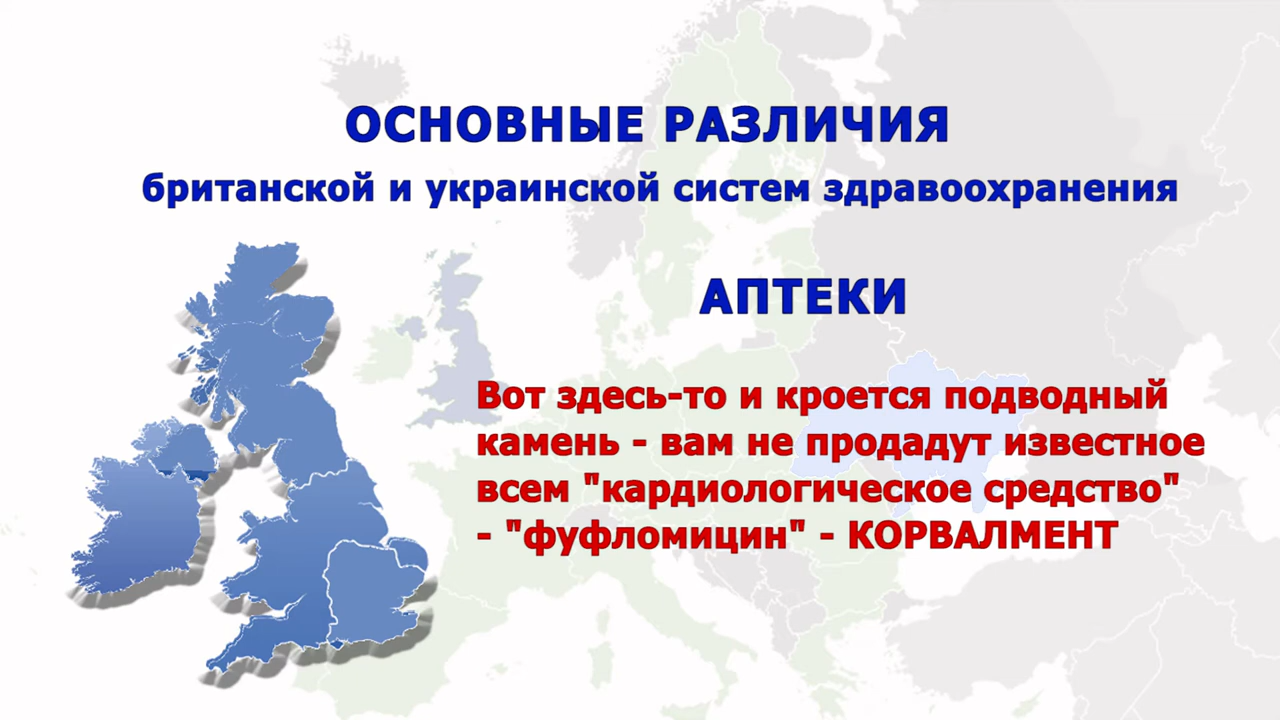 ОСНОВНЫЕ РАЗЛИЧИЯ
британской и украинской систем здравоохранения
АПТЕКИ
Вот здесь-то и кроется подводный
камень - вам не продадут известное
всем "кардиологическое средство"
- "фуфломицин" - КОРВАЛМЕНТ